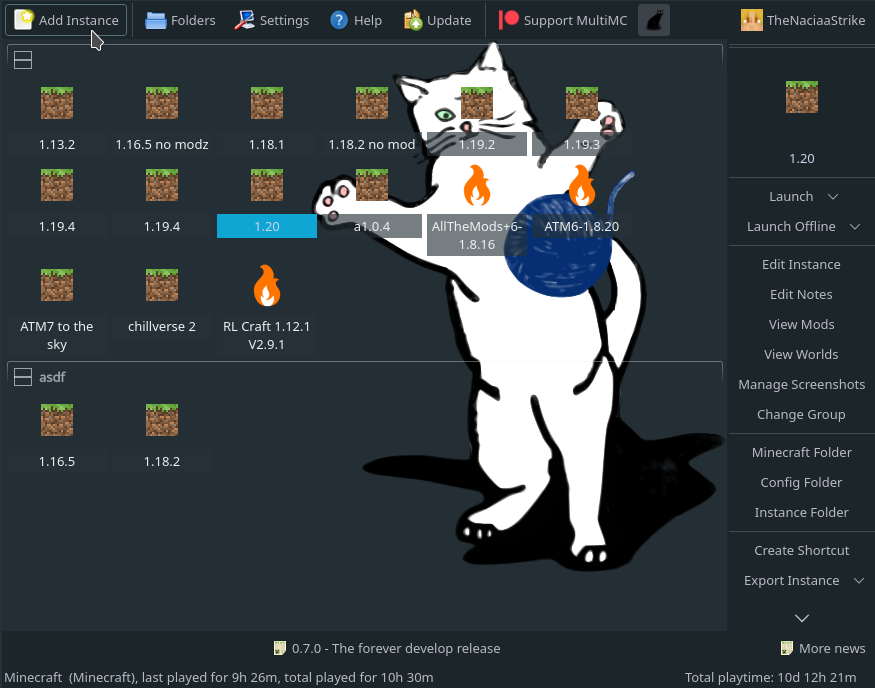 Add Instance Folders Settings Help Update Support MultiMC TheNaciaaStrike
1.13.2 1.16.5 no modz 1.18.1 1.18.2 no mod 1.19.2 1.19.3
1.19.4 1.19.4 1.20 a1.0.4 AllTheMods+6- ATM6-1.8.20
1.8.16
ATM7 to the chillverse 2 RL Craft 1.12.1
sky V2.9.1
asdf
1.16.5 1.18.2
1.20
Launch
Launch Offline
Edit Instance
Edit Notes
View Mods
View Worlds
Manage Screenshots
Change Group
Minecraft Folder
Config Folder
Instance Folder
Create Shortcut
Export Instance
0.7.0 - The forever develop release More news
Minecraft (Minecraft), last played for 9h 26m, total played for 10h 30m Total playtime: 10d 12h 21m